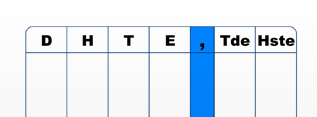 D H T E , Tde Hste